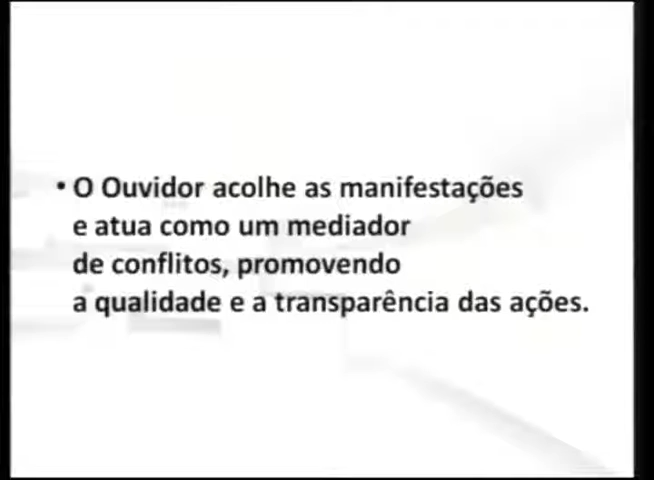 • O Ouvidor acolhe as manifestações
e atua como um mediador
de conflitos, promovendo
a qualidade e a transparência das ações.